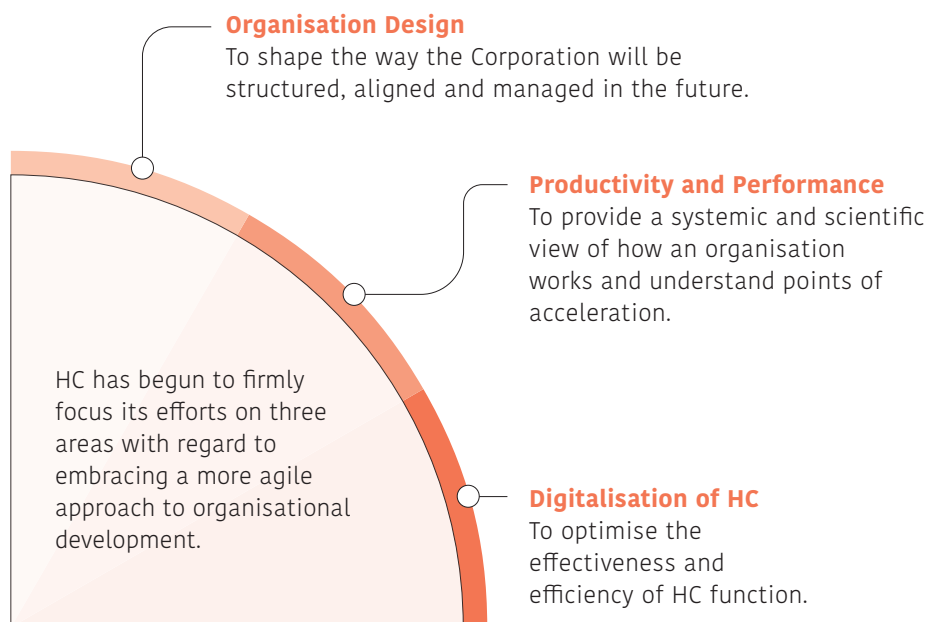 Organisation Design
To shape the way the Corporation will be
structured, aligned and managed in the future.
Productivity and Performance
To provide a systemic and scientific
view of how an organisation
works and understand points of
acceleration.
HC has begun to firmly
focus its efforts on three
areas with regard to
embracing a more agile
approach to organisational
development.
Digitalisation of HC
To optimise the
effectiveness and
efficiency of HC function.